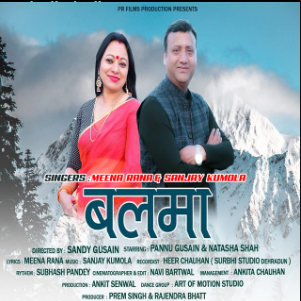 PR FILMS PRODUCTION PRESENTS
SINGERS : MEENA RANA & SANJAY KUMOLA
बलमा
DIRECTED BY : SANDY GUSAIN STARRING : PANNU GUSAIN & NATASHA SHAH
LYRICS : MEENA RANA MUSIC : SANJAY KUMOLA RECORDIST : HEER CHAUHAN ( SURBHI STUDIO DEHRADUN )
RYTHEM : SUBHASH PANDEY CINEMATOGRAPHER & EDIT : NAVI BARTWAL MANAGEMENT : ANKITA CHAUHAN
PRODUCTION : ANKIT SENWAL DANCE GROUP : ART OF MOTION STUDIO
PRODUCER : PREM SINGH & RAJENDRA BHATT